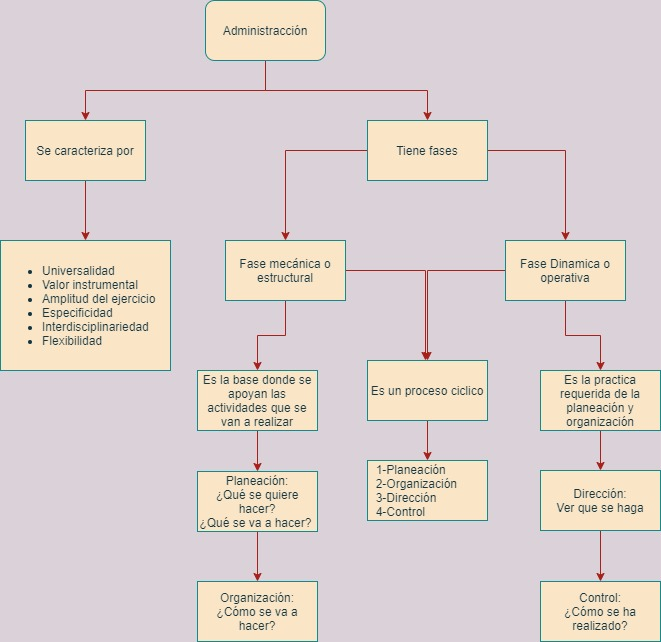 Administracción
Se caracteriza por
Tiene fases
• Universalidad
• Valor instrumental
• Amplitud del ejercicio
• Especificidad
• Interdisciplinariedad
• Flexibilidad
Fase mecánica o
estructural
Fase Dinamica o
operativa
Es la base donde se
apoyan las
actividades que se
van a realizar
Es un proceso ciclico
Es la practica
requerida de la
planeación y
organización
Planeación:
¿Qué se quiere
hacer?
¿Qué se va a hacer?
1-Planeación
2-Organización
3-Dirección
4-Control
Dirección:
Ver que se haga
Organización:
¿Cómo se va a
hacer?
Control:
¿Cómo se ha
realizado?